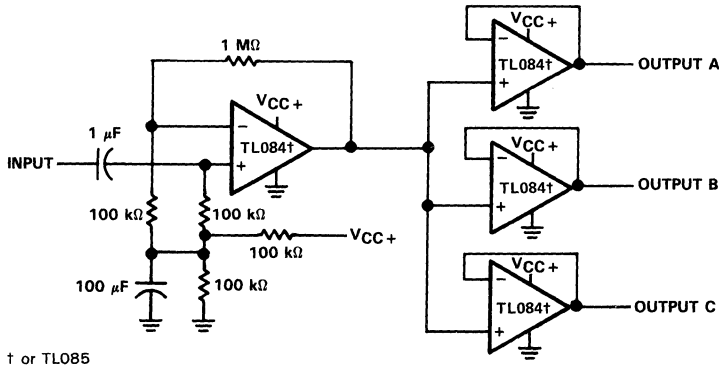 1 MΩ
VCC+
−
TL084†
+
1 μF
INPUT
100 kΩ
100 kΩ
100 kΩ
VCC+
100 μF
100 kΩ
VCC+
−
TL084†
+
OUTPUT A
VCC+
−
TL084†
+
OUTPUT B
VCC+
−
TL084†
+
OUTPUT C
† or TL085